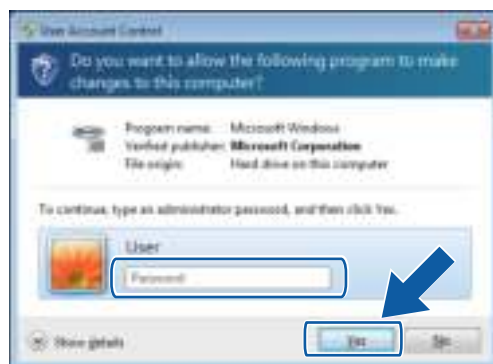 User Account Control
Do you want to allow the following program to make
changes to this computer?
Program name: Microsoft Windows
Verified publisher: Microsoft Corporation
File origin: Hard drive on this computer
To continue, type an administrator password, and then click Yes.
User
Password
Show details
Yes
No